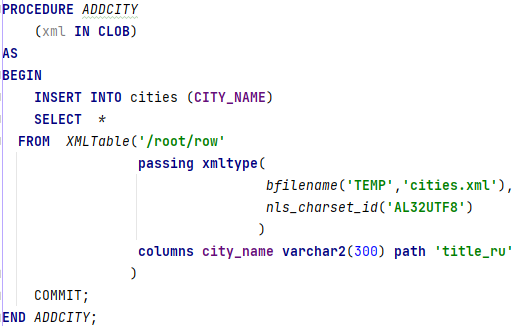 PROCEDURE ADDCITY
(xml IN CLOB)
AS
BEGIN
INSERT INTO cities (CITY_NAME)
SELECT *
FROM XMLTable('/root/row'
passing xmltype(
bfilename('TEMP','cities.xml'),
nls_charset_id('AL32UTF8')
)
columns city_name varchar2(300) path 'title_ru'
)
COMMIT;
END ADDCITY;